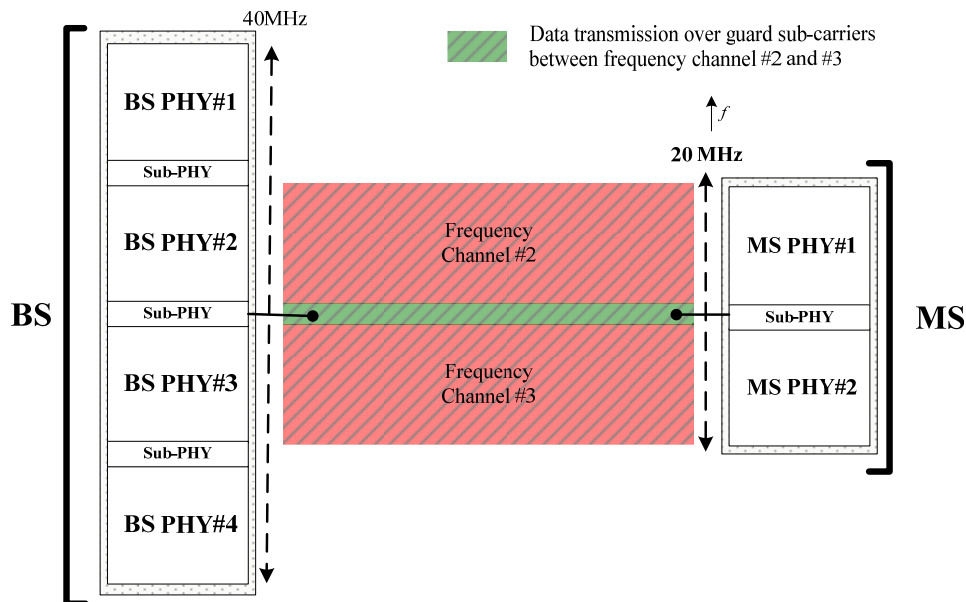 40MHz
Data transmission over guard sub-carriers
between frequency channel #2 and #3
BS PHY#1
f
20 MHz
Sub-PHY
BS PHY#2
Frequency
Channel #2
MS PHY#1
BS
Sub-PHY
Sub-PHY
MS
BS PHY#3
Frequency
Channel #3
MS PHY#2
Sub-PHY
BS PHY#4